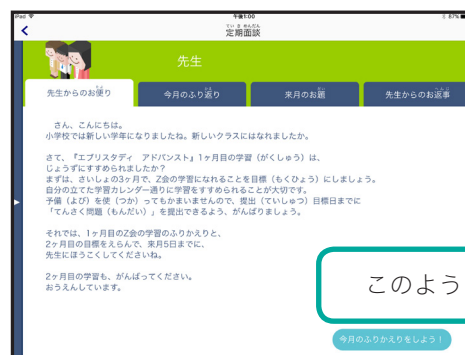 iPad
午後1:00
87%
ていきめんだん
定期面談
先生
先生からのお便り
今月のふり返り
来月のお題
先生からのお返事
さん、こんにちは。
小学校では新しい学年になりましたね。新しいクラスにはなれましたか。
さて、『エブリスタディ アドバンスト』1ヶ月目の学習(がくしゅう)は、
じょうずにすすめられましたか?
まずは、さいしょの3ヶ月で、Z会の学習になれることを目標(もくひょう)にしましょう。
自分の立てた学習カレンダー通りに学習をすすめられることが大切です。
予備(よび)を使(つか)ってもかまいませんので、提出(ていしゅつ)目標日までに
「てんさく問題(もんだい)」を提出できるよう、がんばりましょう。
それでは、1ヶ月目のZ会の学習のふりかえりと、
2ヶ月目の目標をえらんで、来月5日までに、
先生にほうこくしてくださいね。
2ヶ月目の学習も、がんばってください。
おうえんしています。
このよう
今月のふりかえりをしよう!